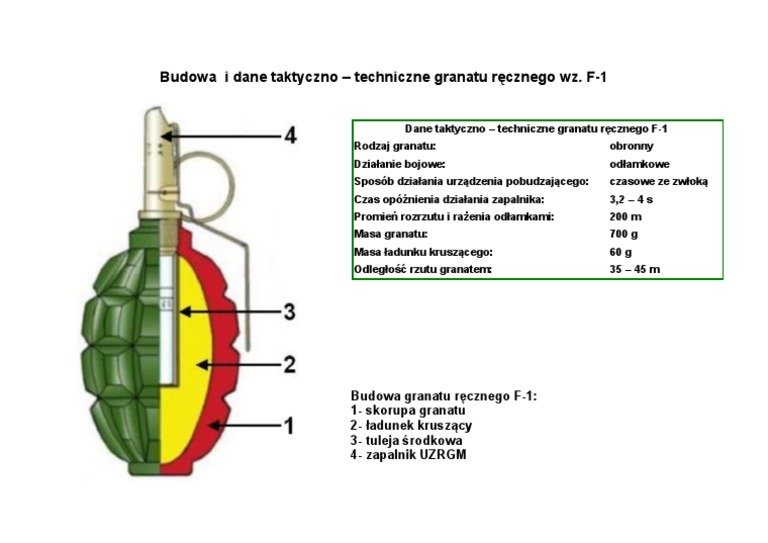 Budowa i dane taktyczno – techniczne granatu ręcznego wz. F-1
4
3
2
1
Dane taktyczno – techniczne granatu ręcznego F-1
Rodzaj granatu: obronny
Działanie bojowe: odłamkowe
Sposób działania urządzenia pobudzającego: czasowe ze zwłoką
Czas opóźnienia działania zapalnika: 3,2 – 4 s
Promień rozrzutu i rażenia odłamkami: 200 m
Masa granatu: 700 g
Masa ładunku kruszącego: 60 g
Odległość rzutu granatem: 35 – 45 m
Budowa granatu ręcznego F-1:
1- skorupa granatu
2- ładunek kruszący
3- tuleja środkowa
4- zapalnik UZRGM